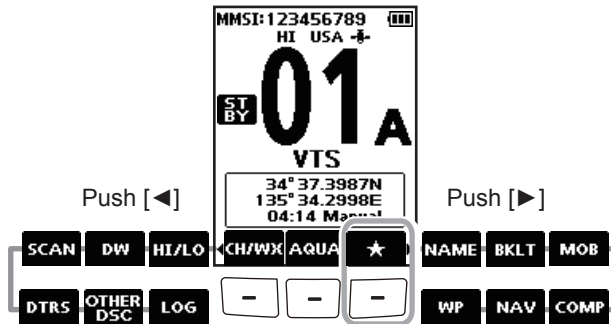 MMSI:123456789
HI USA
01A
ST BY
VTS
34°37.3987N
135°34.2998E
04:14 Manual
Push [◄]
Push [►]
SCAN DW HI/LO CH/WX AQUA ★ NAME BKLT MOB
DTRS OTHER DSC LOG - - - WP NAV COMP